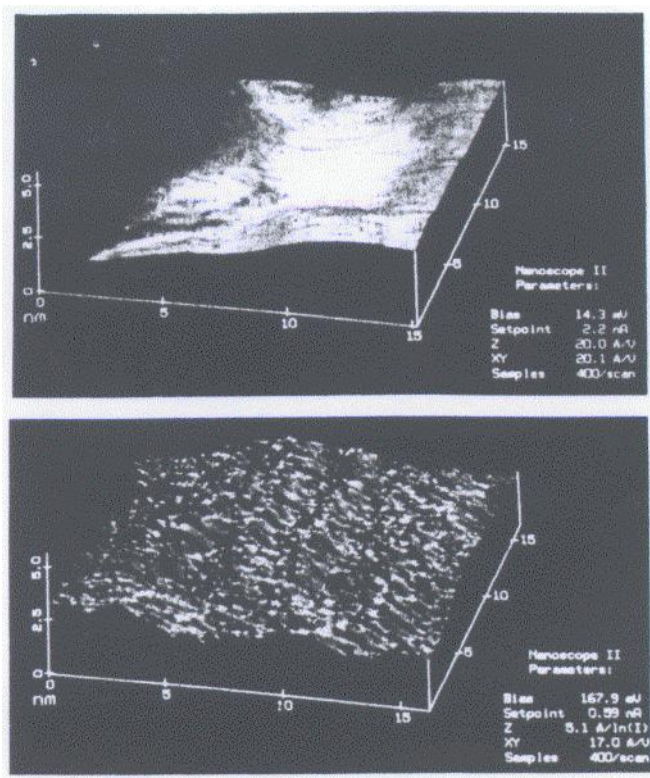 5.0
2.5
0
0
nm
5
10
15
5
10
15
Nanoscope II
Parameters:
Bias 14.3 mV
Setpoint 2.2 nA
Z 20.0 A/V
XY 20.1 A/V
Samples 400/scan
5.0
2.5
0
nm
5
10
15
5
10
15
Nanoscope II
Parameters:
Bias 167.9 mV
Setpoint 0.59 nA
Z 5.1 A/ln(I)
XY 17.0 A/V
Samples 400/scan